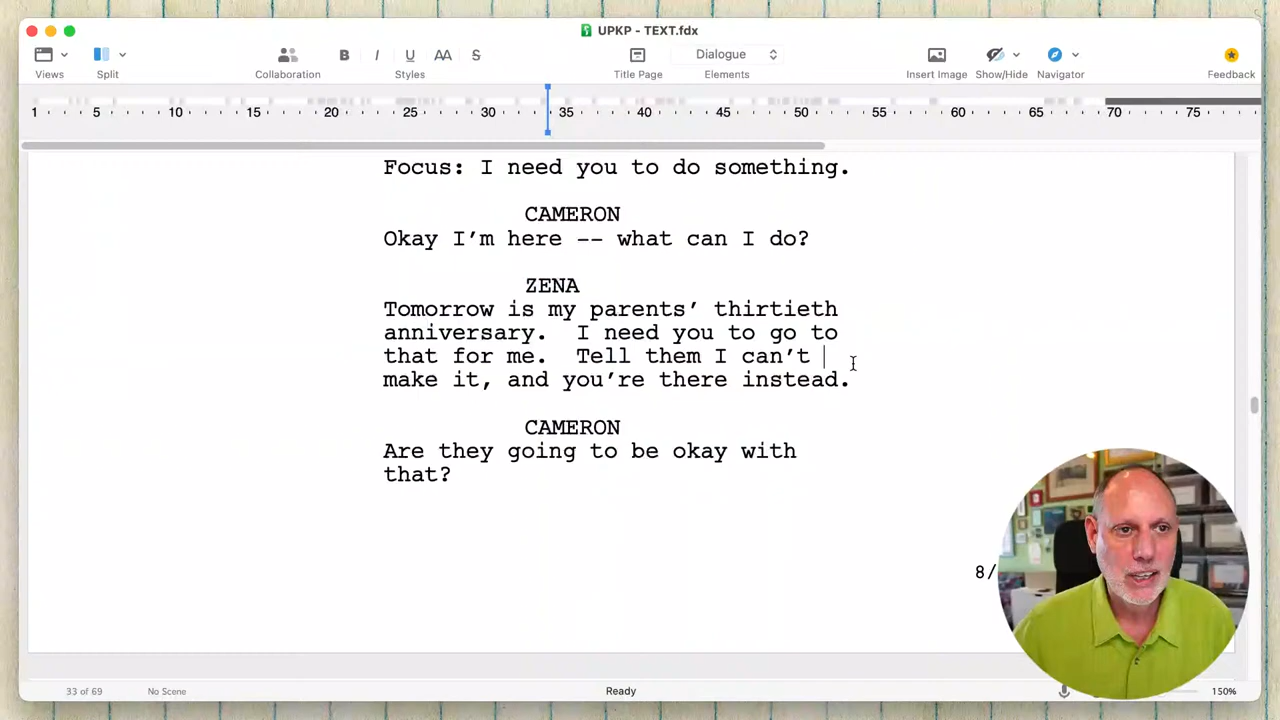 UPKP - TEXT.fdx
B I U AA S Dialogue
Views Split Collaboration Styles Title Page Elements Insert Image Show/Hide Navigator Feedback
1 5 10 15 20 25 30 35 40 45 50 55 60 65 70 75
Focus: I need you to do something.
CAMERON
Okay I’m here -- what can I do?
ZENA
Tomorrow is my parents’ thirtieth
anniversary.  I need you to go to
that for me.  Tell them I can’t
make it, and you’re there instead.
CAMERON
Are they going to be okay with
that?
8/
33 of 69 No Scene Ready 150%